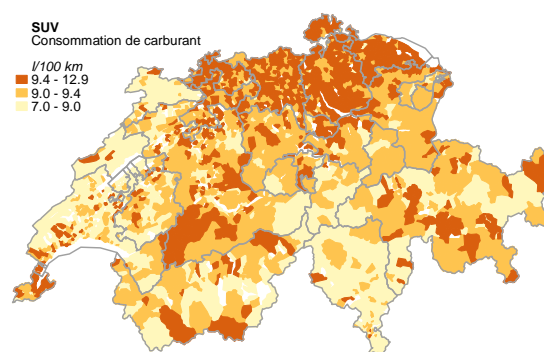 SUV
Consommation de carburant
l/100 km
9.4 - 12.9
9.0 - 9.4
7.0 - 9.0